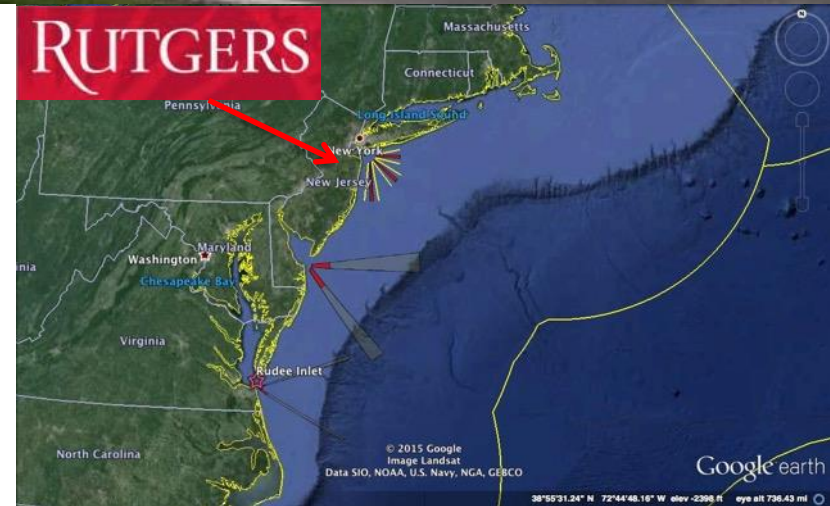 RUTGERS
Massachusetts
Connecticut
Pennsylvania
Long Island Sound
New York
New Jersey
Maryland
Washington
Chesapeake Bay
Virginia
Rudee Inlet
North Carolina
© 2015 Google
Image Landsat
Data SIO, NOAA, U.S. Navy, NGA, GEBCO
Google earth
38°55'31.24" N 72°44'48.16" W elev -2398 ft eye alt 736.43 mi